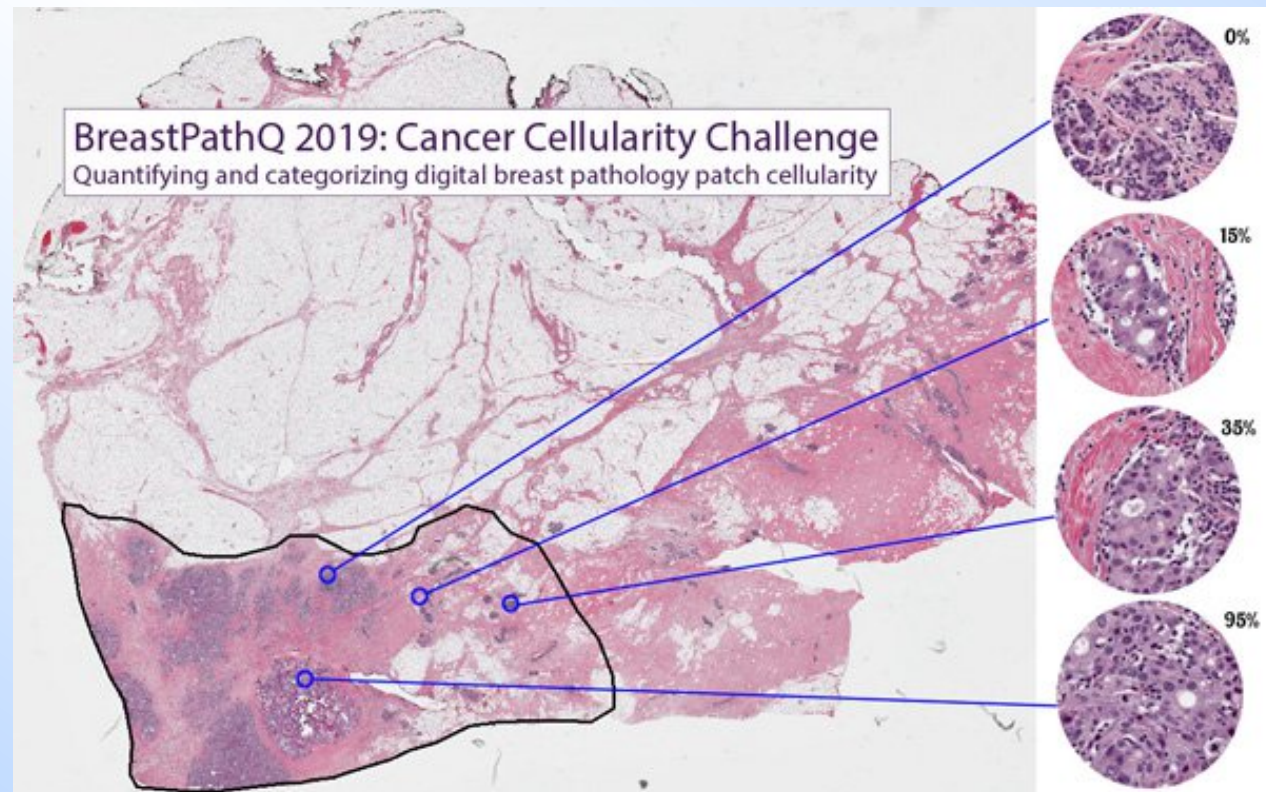 BreastPathQ 2019: Cancer Cellularity Challenge
Quantifying and categorizing digital breast pathology patch cellularity
0%
15%
35%
95%